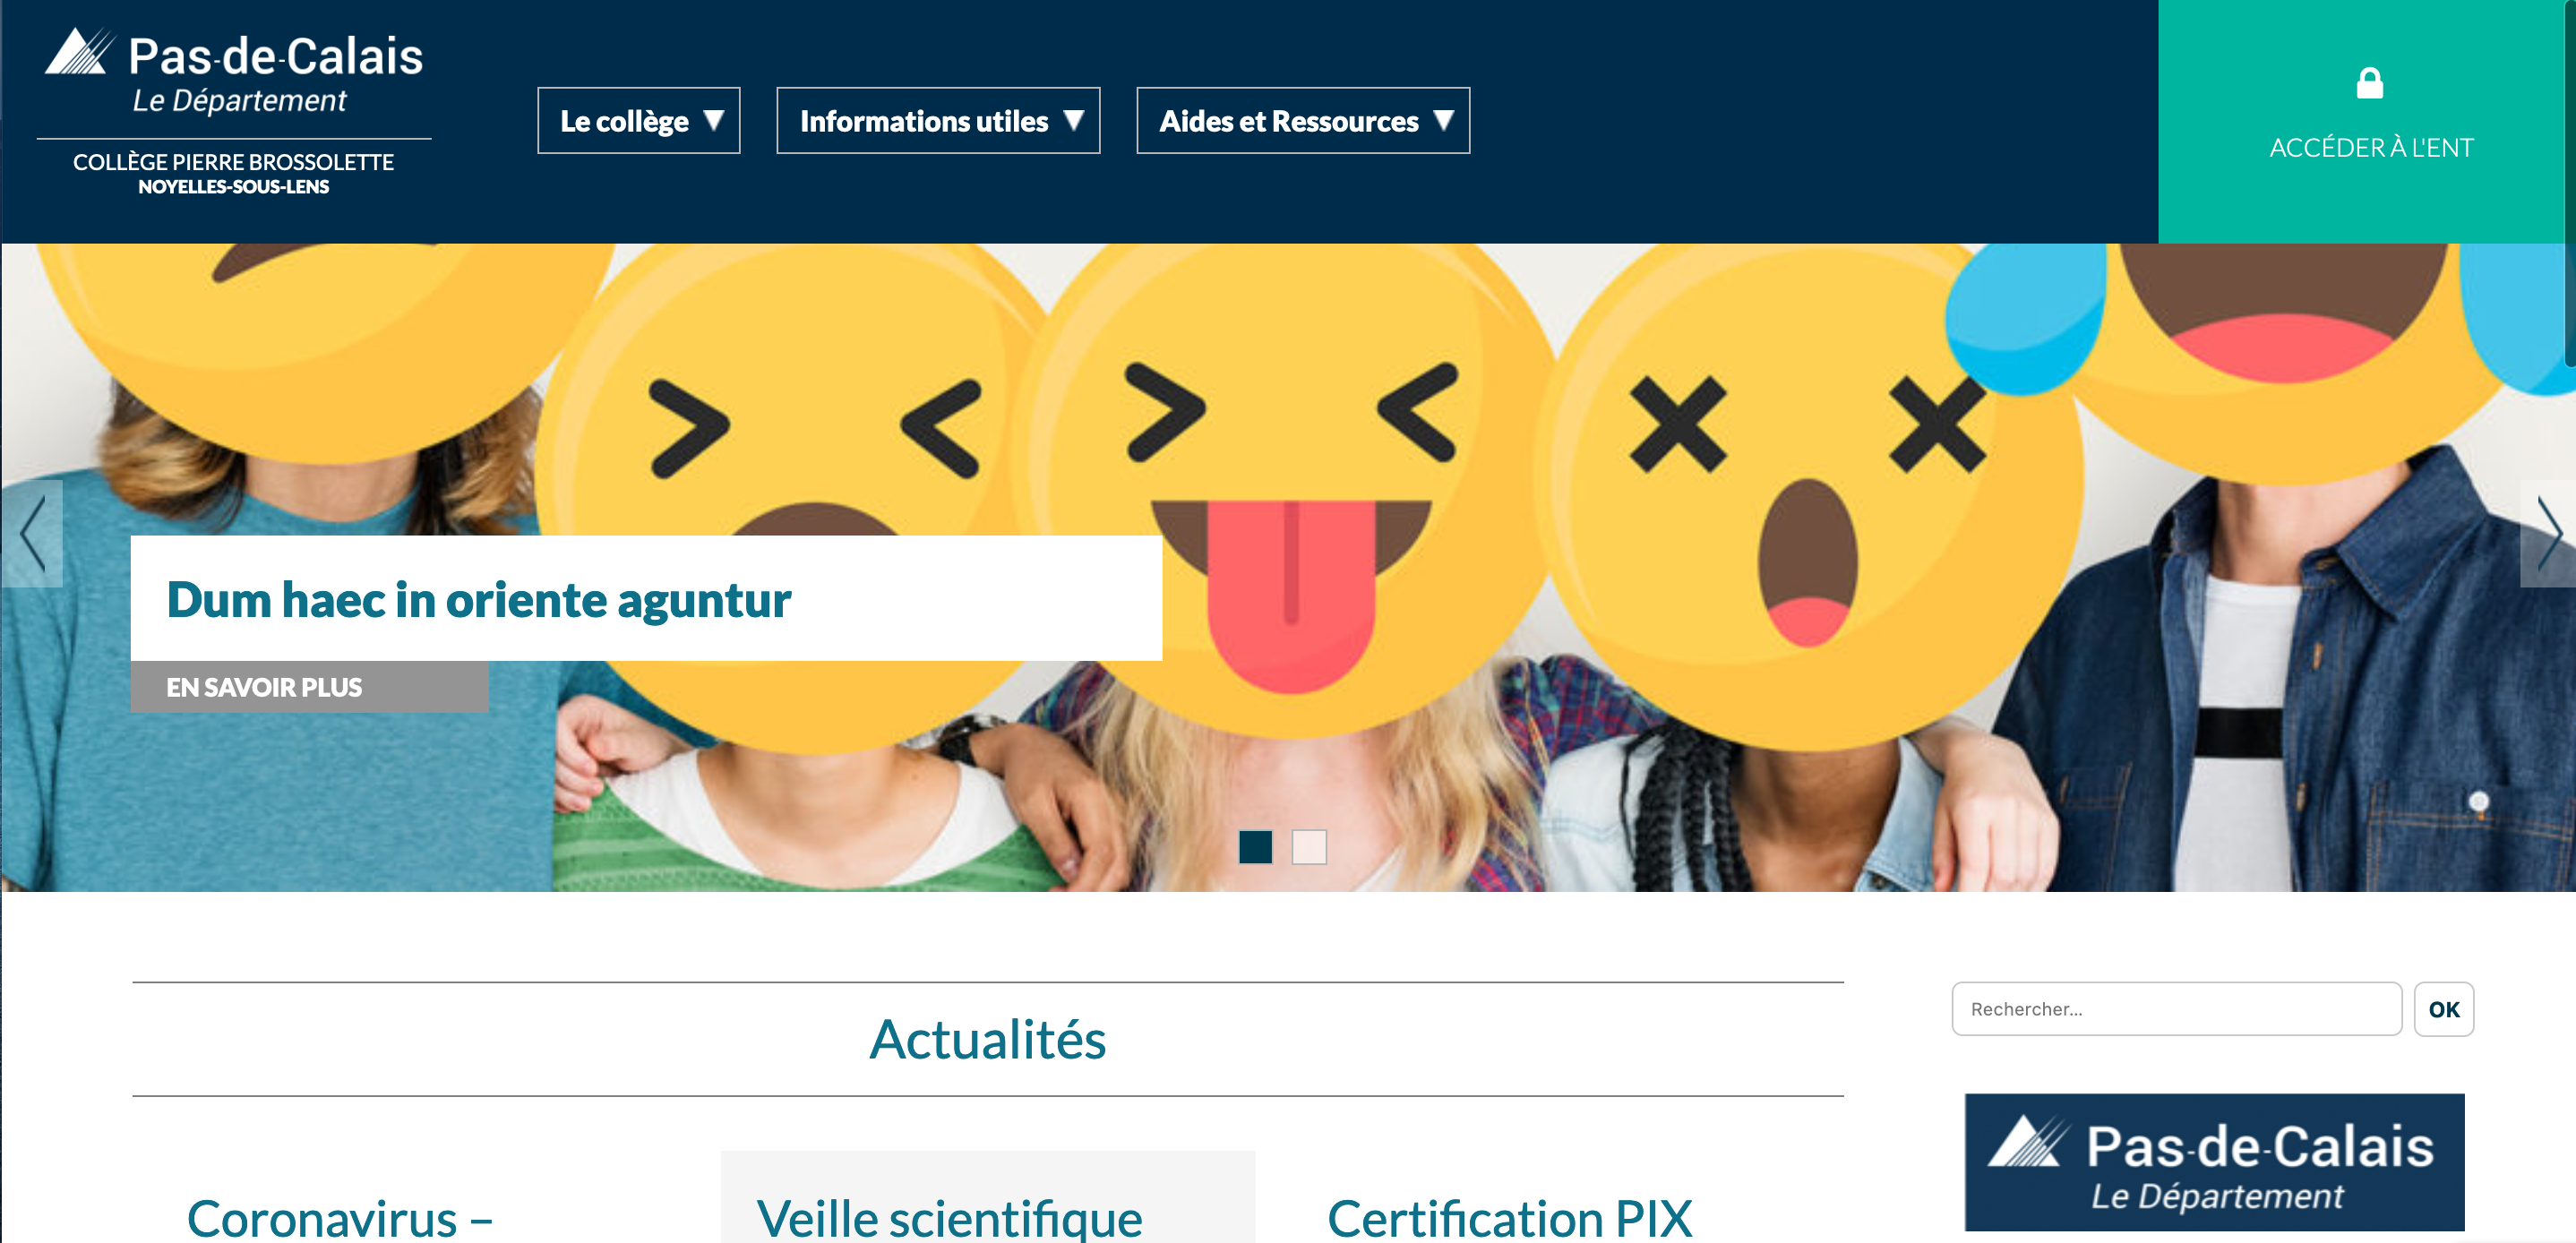 Pas-de-Calais
Le Département
COLLÈGE PIERRE BROSSOLETTE
NOYELLES-SOUS-LENS
Le collège ▼
Informations utiles ▼
Aides et Ressources ▼
ACCÉDER À L'ENT
Dum haec in oriente aguntur
EN SAVOIR PLUS
Actualités
Rechercher...
OK
Pas-de-Calais
Le Département
Coronavirus –
Veille scientifique
Certification PIX